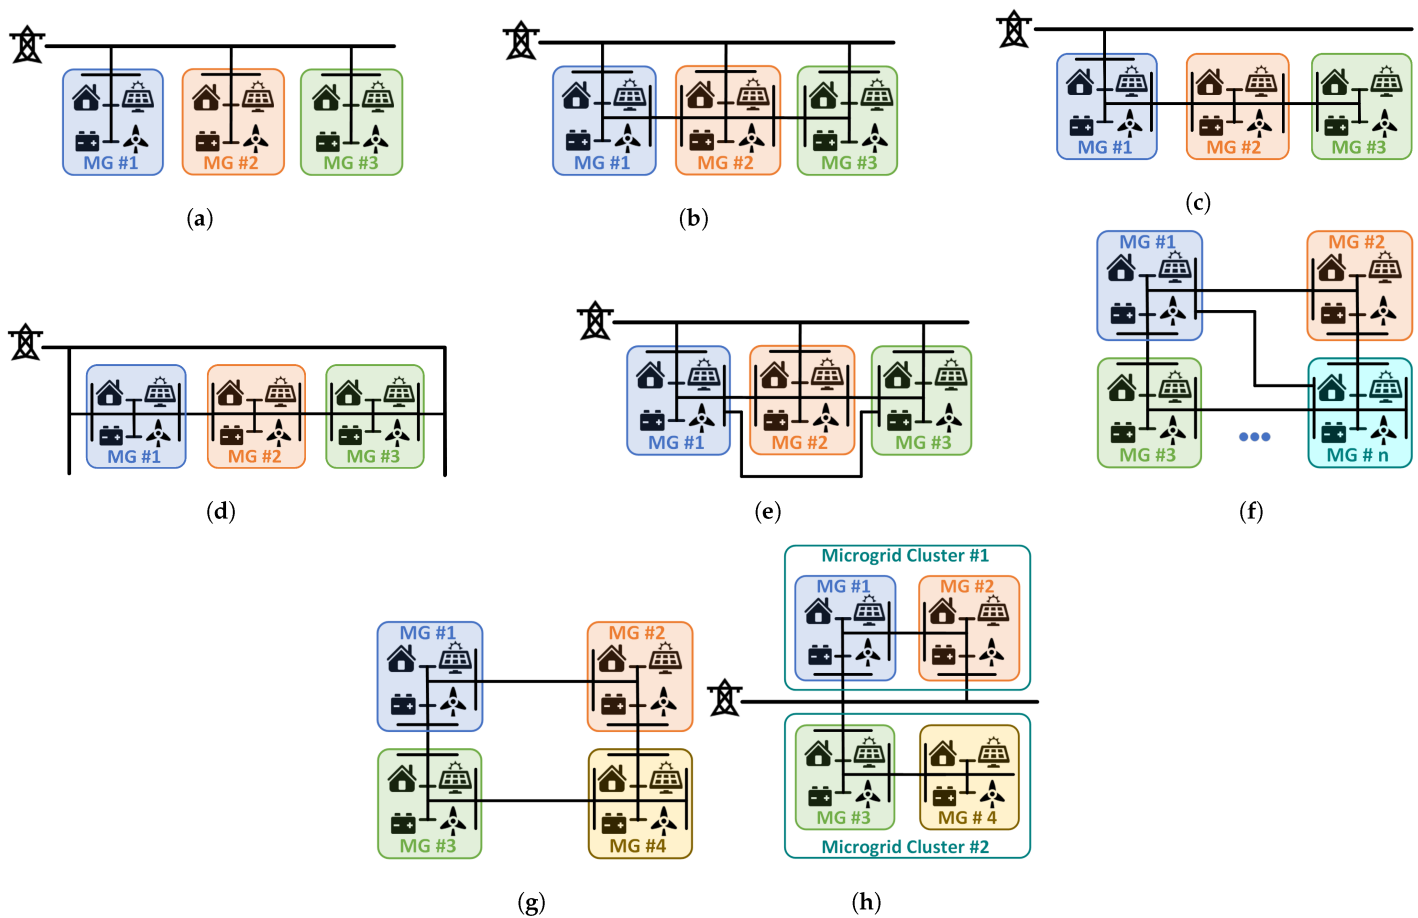 MG #1 MG #2 MG #3
(a)
MG #1 MG #2 MG #3
(b)
MG #1 MG #2 MG #3
(c)
MG #1 MG #2 MG #3
(d)
MG #1 MG #2 MG #3
(e)
MG #1 MG #2
MG #3 MG # n
(f)
MG #1 MG #2
MG #3 MG #4
(g)
Microgrid Cluster #1
MG #1 MG #2
MG #3 MG # 4
Microgrid Cluster #2
(h)